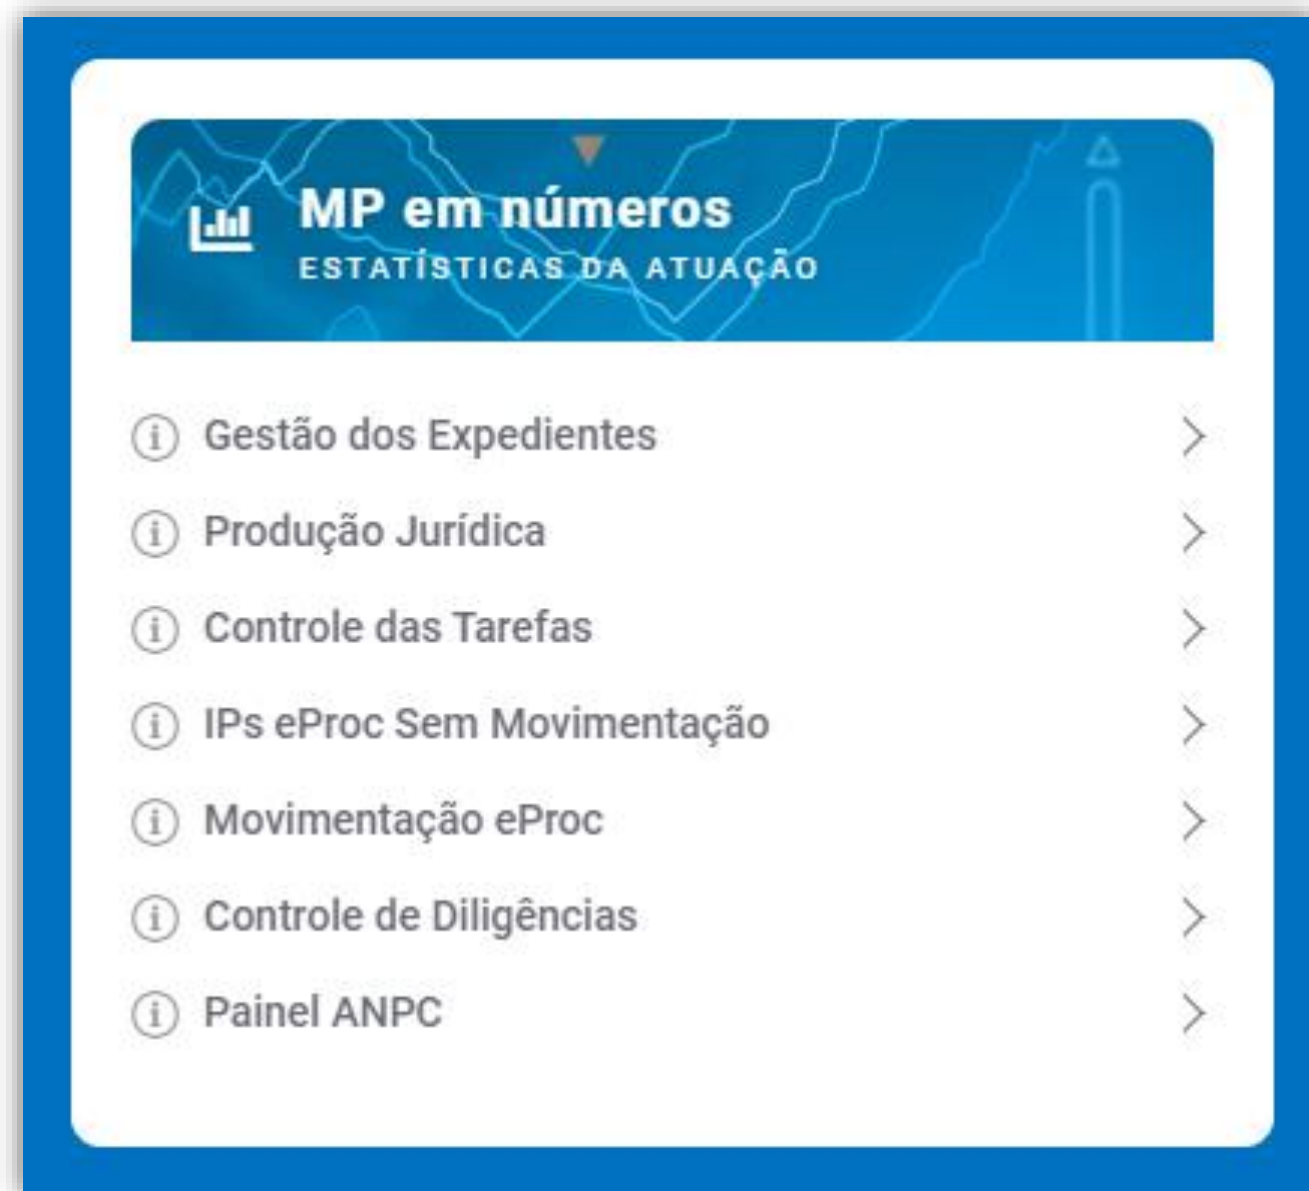 MP em números
ESTATÍSTICAS DA ATUAÇÃO
Gestão dos Expedientes
Produção Jurídica
Controle das Tarefas
IPs eProc Sem Movimentação
Movimentação eProc
Controle de Diligências
Painel ANPC